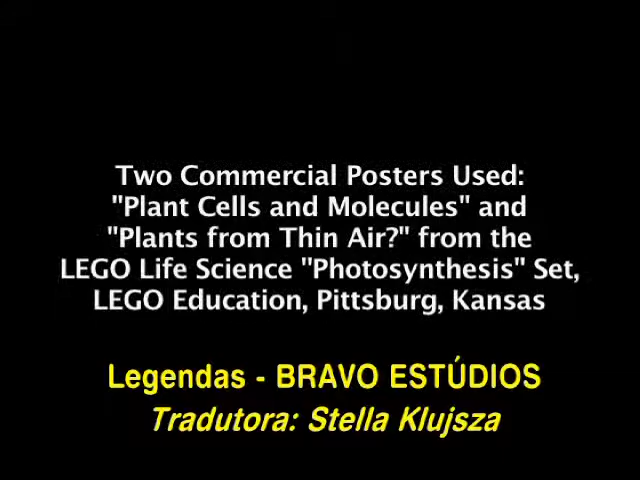 Two Commercial Posters Used:
"Plant Cells and Molecules" and
"Plants from Thin Air?" from the
LEGO Life Science "Photosynthesis" Set,
LEGO Education, Pittsburg, Kansas
Legendas - BRAVO ESTÚDIOS
Tradutora: Stella Klujsza